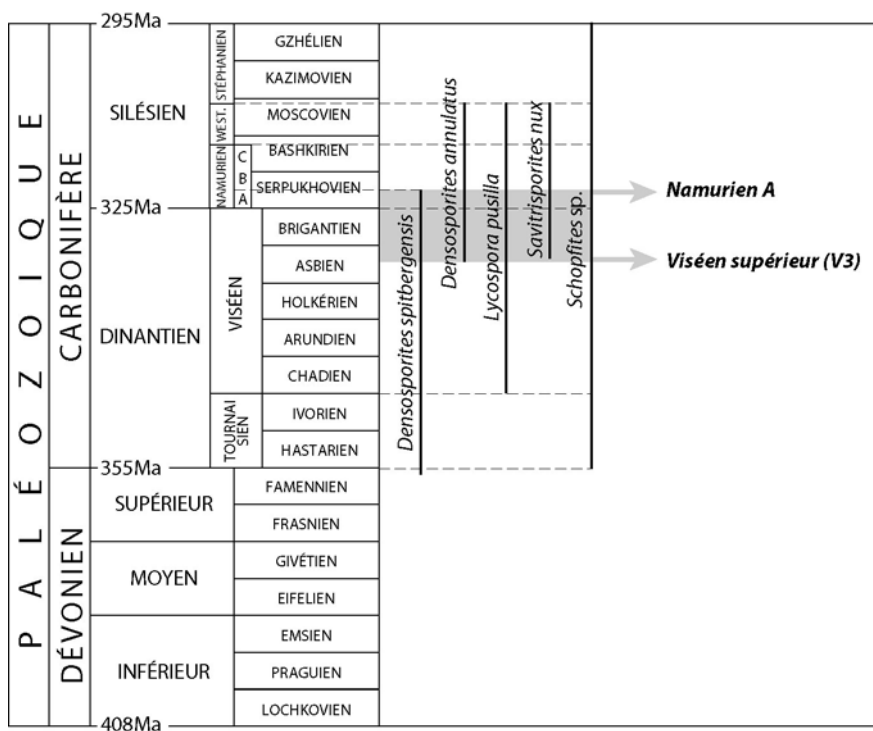 295Ma
PALÉOZOIQUE
CARBONIFÈRE
SILÉSIEN
STÉPHANIEN
GZHÉLIEN
KAZIMOVIEN
WEST.
MOSCOVIEN
NAMURIEN
C
B
A
BASHKIRIEN
SERPUKHOVIEN
325Ma
DINANTIEN
VISÉEN
BRIGANTIEN
ASBIEN
HOLKÉRIEN
ARUNDIEN
CHADIEN
TOURNAI
SIEN
IVORIEN
HASTARIEN
355Ma
DÉVONIEN
SUPÉRIEUR
FAMENNIEN
FRASNIEN
MOYEN
GIVÉTIEN
EIFELIEN
INFÉRIEUR
EMSIEN
PRAGUIEN
LOCHKOVIEN
408Ma
Densosporites spitbergensis
Densosporites annulatus
Lycospora pusilla
Savitrisporites nux
Schopfites sp.
Namurien A
Viséen supérieur (V3)